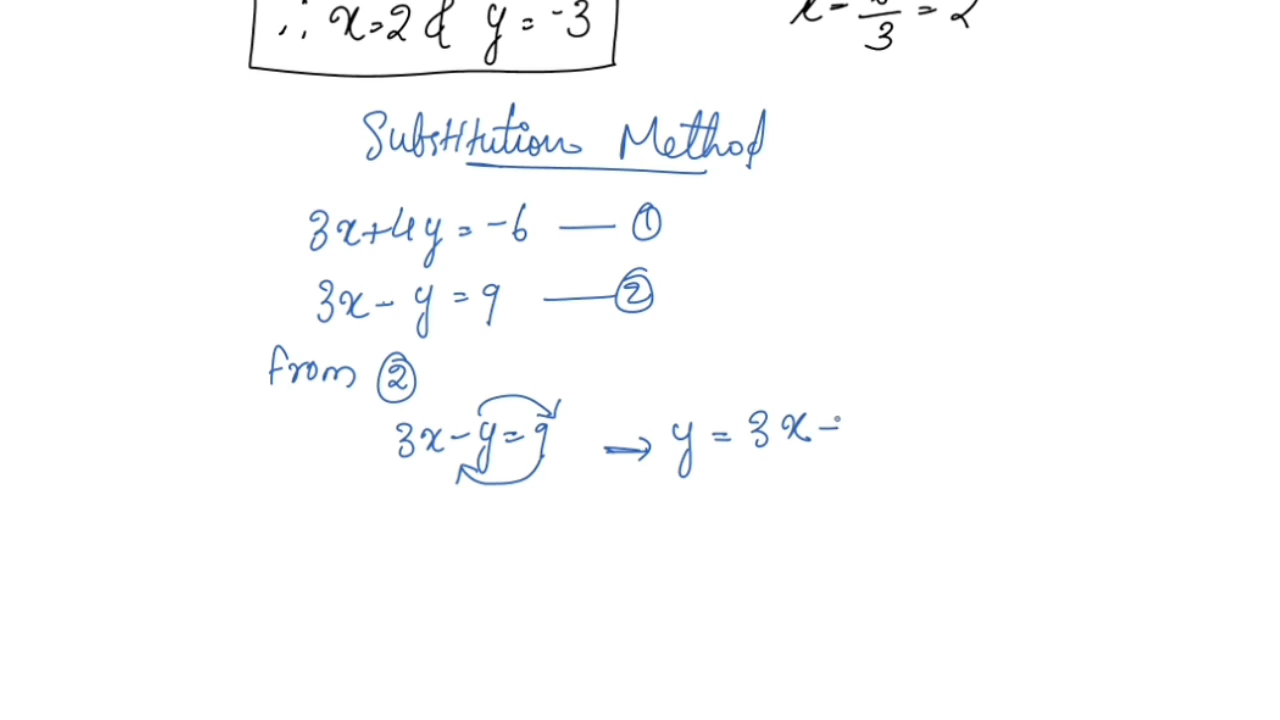 ∴ x=2 & y=-3
x = 6/3 = 2
Substitution Method
3x+4y=-6 — ①
3x-y=9 — ②
from ②
3x-y=9 → y=3x-